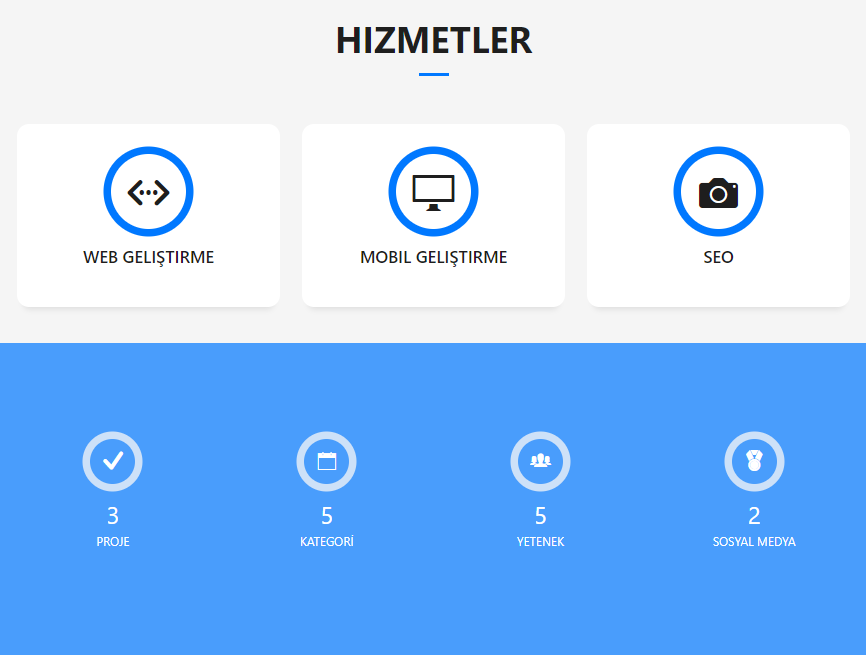 HIZMETLER
WEB GELIŞTIRME
MOBIL GELIŞTIRME
SEO
3
5
5
2
PROJE
KATEGORİ
YETENEK
SOSYAL MEDYA